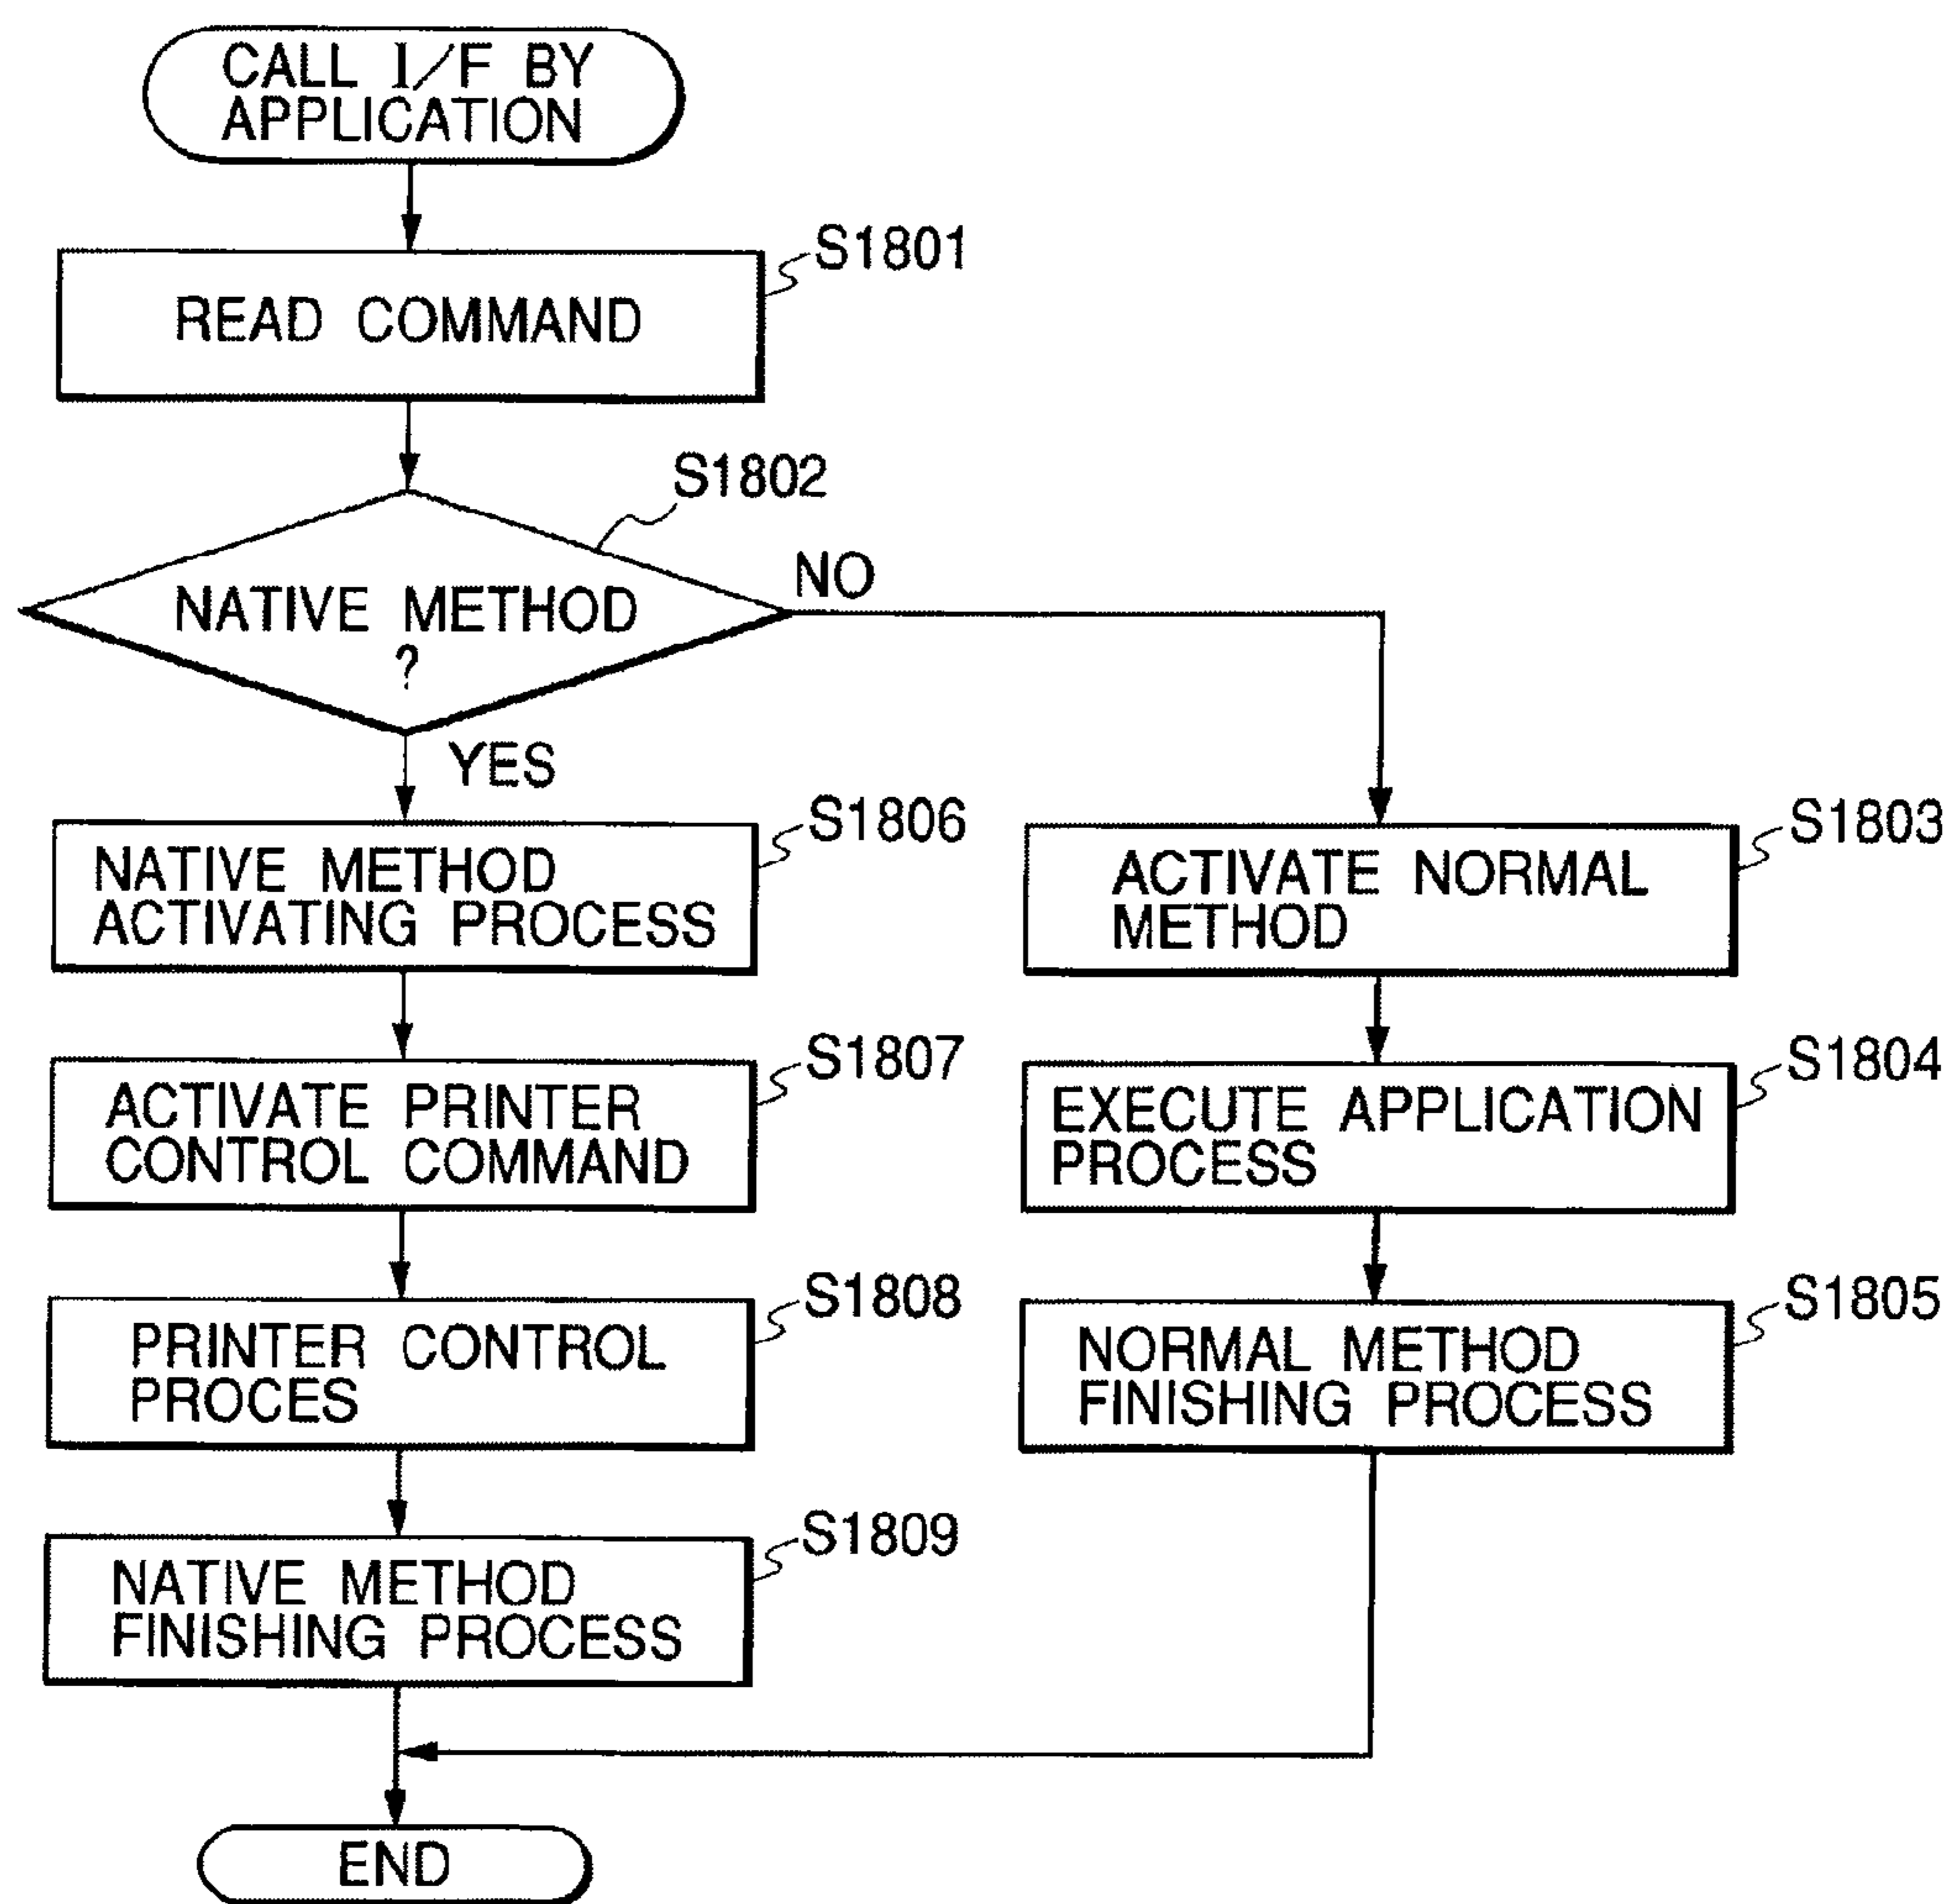 CALL I/F BY
APPLICATION
S1801
READ COMMAND
S1802
NATIVE METHOD
?
NO
YES
S1806
NATIVE METHOD
ACTIVATING PROCESS
S1803
ACTIVATE NORMAL
METHOD
S1807
ACTIVATE PRINTER
CONTROL COMMAND
S1804
EXECUTE APPLICATION
PROCESS
S1808
PRINTER CONTROL
PROCES
S1805
NORMAL METHOD
FINISHING PROCESS
S1809
NATIVE METHOD
FINISHING PROCESS
END